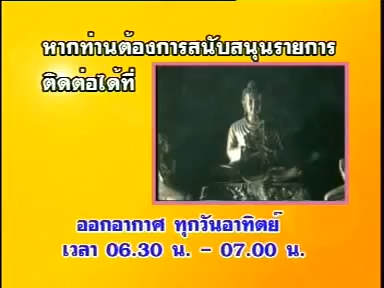 หากท่านต้องการสนับสนุนรายการ
ติดต่อได้ที่
ออกอากาศ ทุกวันอาทิตย์
เวลา 06.30 น. - 07.00 น.